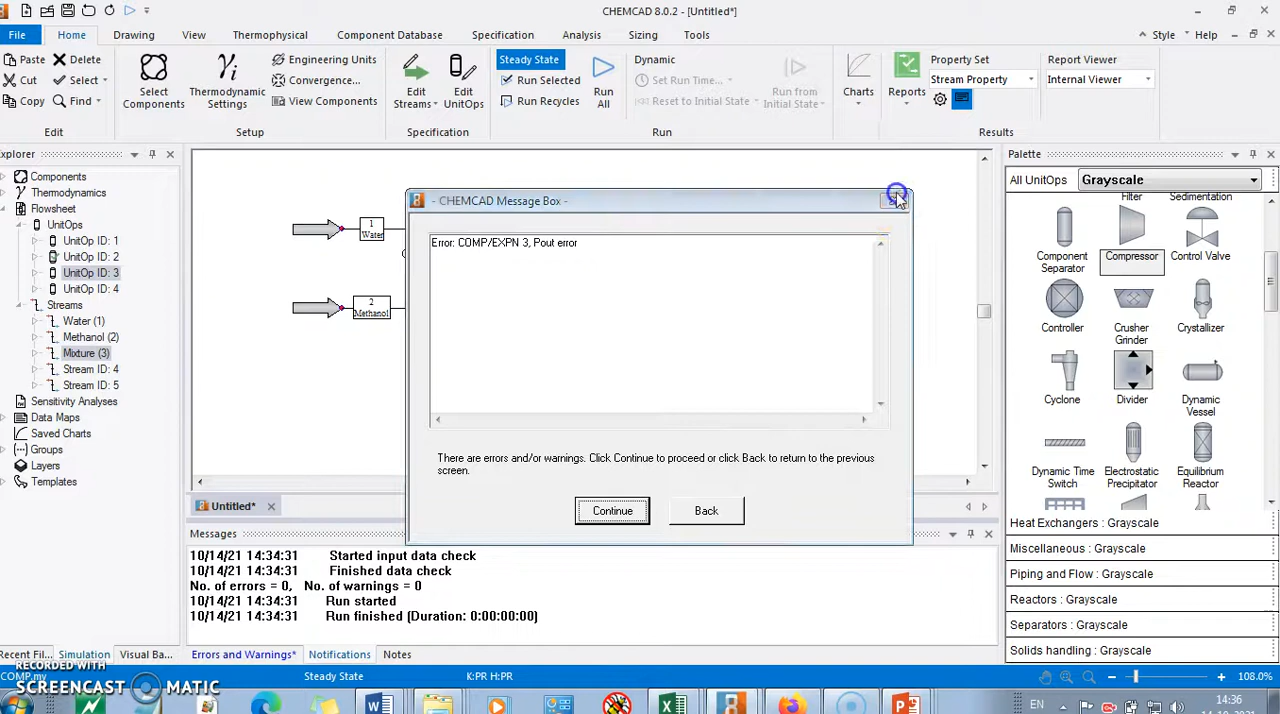 CHEMCAD 8.0.2 - [Untitled*]
File Home Drawing View Thermophysical Component Database Specification Analysis Sizing Tools Style Help
Paste Delete
Cut Select
Copy Find
Edit
Select Components
Thermodynamic Settings
Engineering Units
Convergence...
View Components
Setup
Edit Streams
Edit UnitOps
Specification
Steady State
Run Selected
Run Recycles
Run All
Dynamic
Set Run Time...
Reset to Initial State
Run from Initial State
Run
Charts
Reports
Property Set
Stream Property
Report Viewer
Internal Viewer
Results
Explorer
Components
Thermodynamics
Flowsheet
UnitOps
UnitOp ID: 1
UnitOp ID: 2
UnitOp ID: 3
UnitOp ID: 4
Streams
Water (1)
Methanol (2)
Mixture (3)
Stream ID: 4
Stream ID: 5
Sensitivity Analyses
Data Maps
Saved Charts
Groups
Layers
Templates
1
Water
2
Methanol
- CHEMCAD Message Box -
Error: COMP/EXPN 3, Pout error
There are errors and/or warnings. Click Continue to proceed or click Back to return to the previous
screen.
Continue Back
Untitled*
Messages
10/14/21 14:34:31 Started input data check
10/14/21 14:34:31 Finished data check
No. of errors = 0, No. of warnings = 0
10/14/21 14:34:31 Run started
10/14/21 14:34:31 Run finished (Duration: 0:00:00:00)
Palette
All UnitOps Grayscale
Filter
Sedimentation
Component Separator
Compressor
Control Valve
Controller
Crusher Grinder
Crystallizer
Cyclone
Divider
Dynamic Vessel
Dynamic Time Switch
Electrostatic Precipitator
Equilibrium Reactor
Heat Exchangers : Grayscale
Miscellaneous : Grayscale
Piping and Flow : Grayscale
Reactors : Grayscale
Separators : Grayscale
Solids handling : Grayscale
Recent Fil... Simulation Visual Ba... Errors and Warnings* Notifications Notes
COMP.my Steady State K:PR H:PR 108.0%
RECORDED WITH
SCREENCAST MATIC
EN
14:36